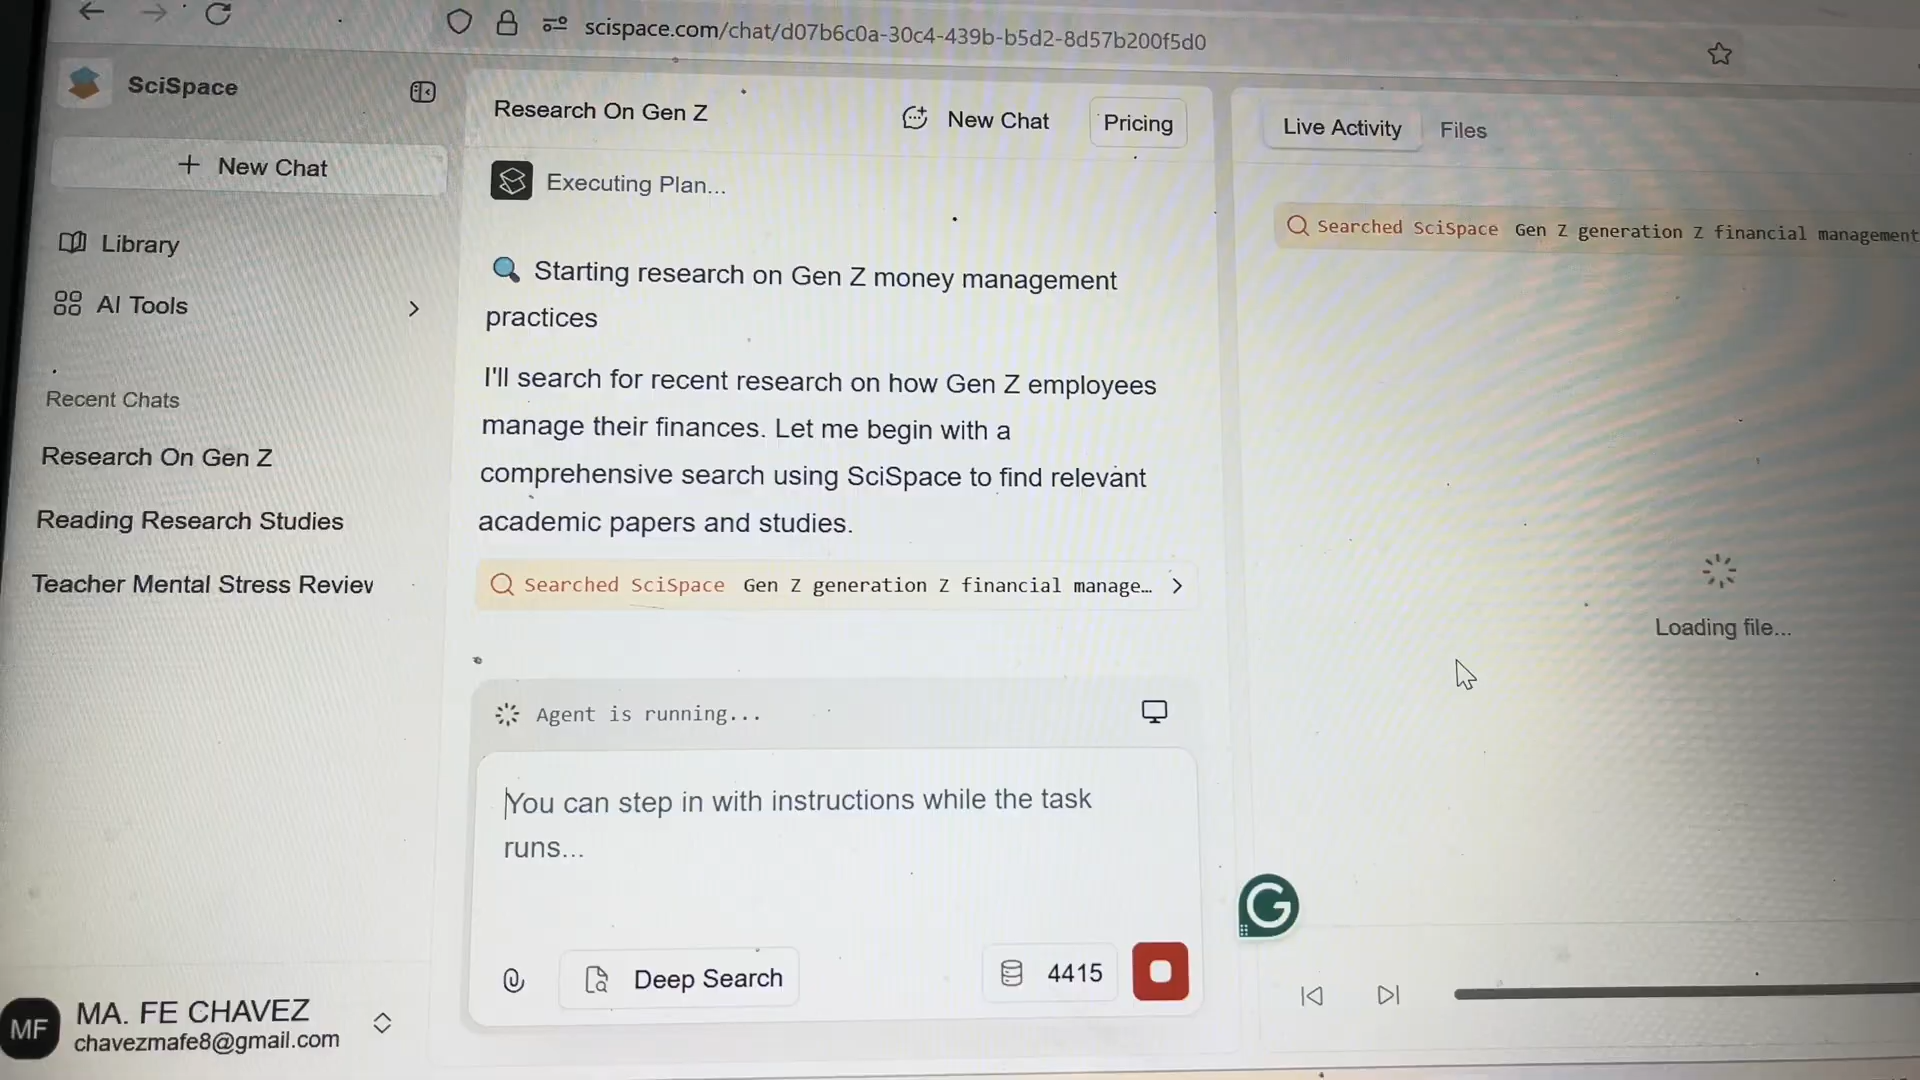 scispace.com/chat/d07b6c0a-30c4-439b-b5d2-8d57b200f5d0
SciSpace
New Chat
Library
AI Tools
Recent Chats
Research On Gen Z
Reading Research Studies
Teacher Mental Stress Review
MF
MA. FE CHAVEZ
chavezmafe8@gmail.com
Research On Gen Z
New Chat
Pricing
Executing Plan...
Starting research on Gen Z money management
practices
I'll search for recent research on how Gen Z employees
manage their finances. Let me begin with a
comprehensive search using SciSpace to find relevant
academic papers and studies.
Searched SciSpace Gen Z generation Z financial manage…
Agent is running...
You can step in with instructions while the task
runs...
Deep Search
4415
Live Activity
Files
Searched SciSpace Gen Z generation Z financial management
Loading file...
G